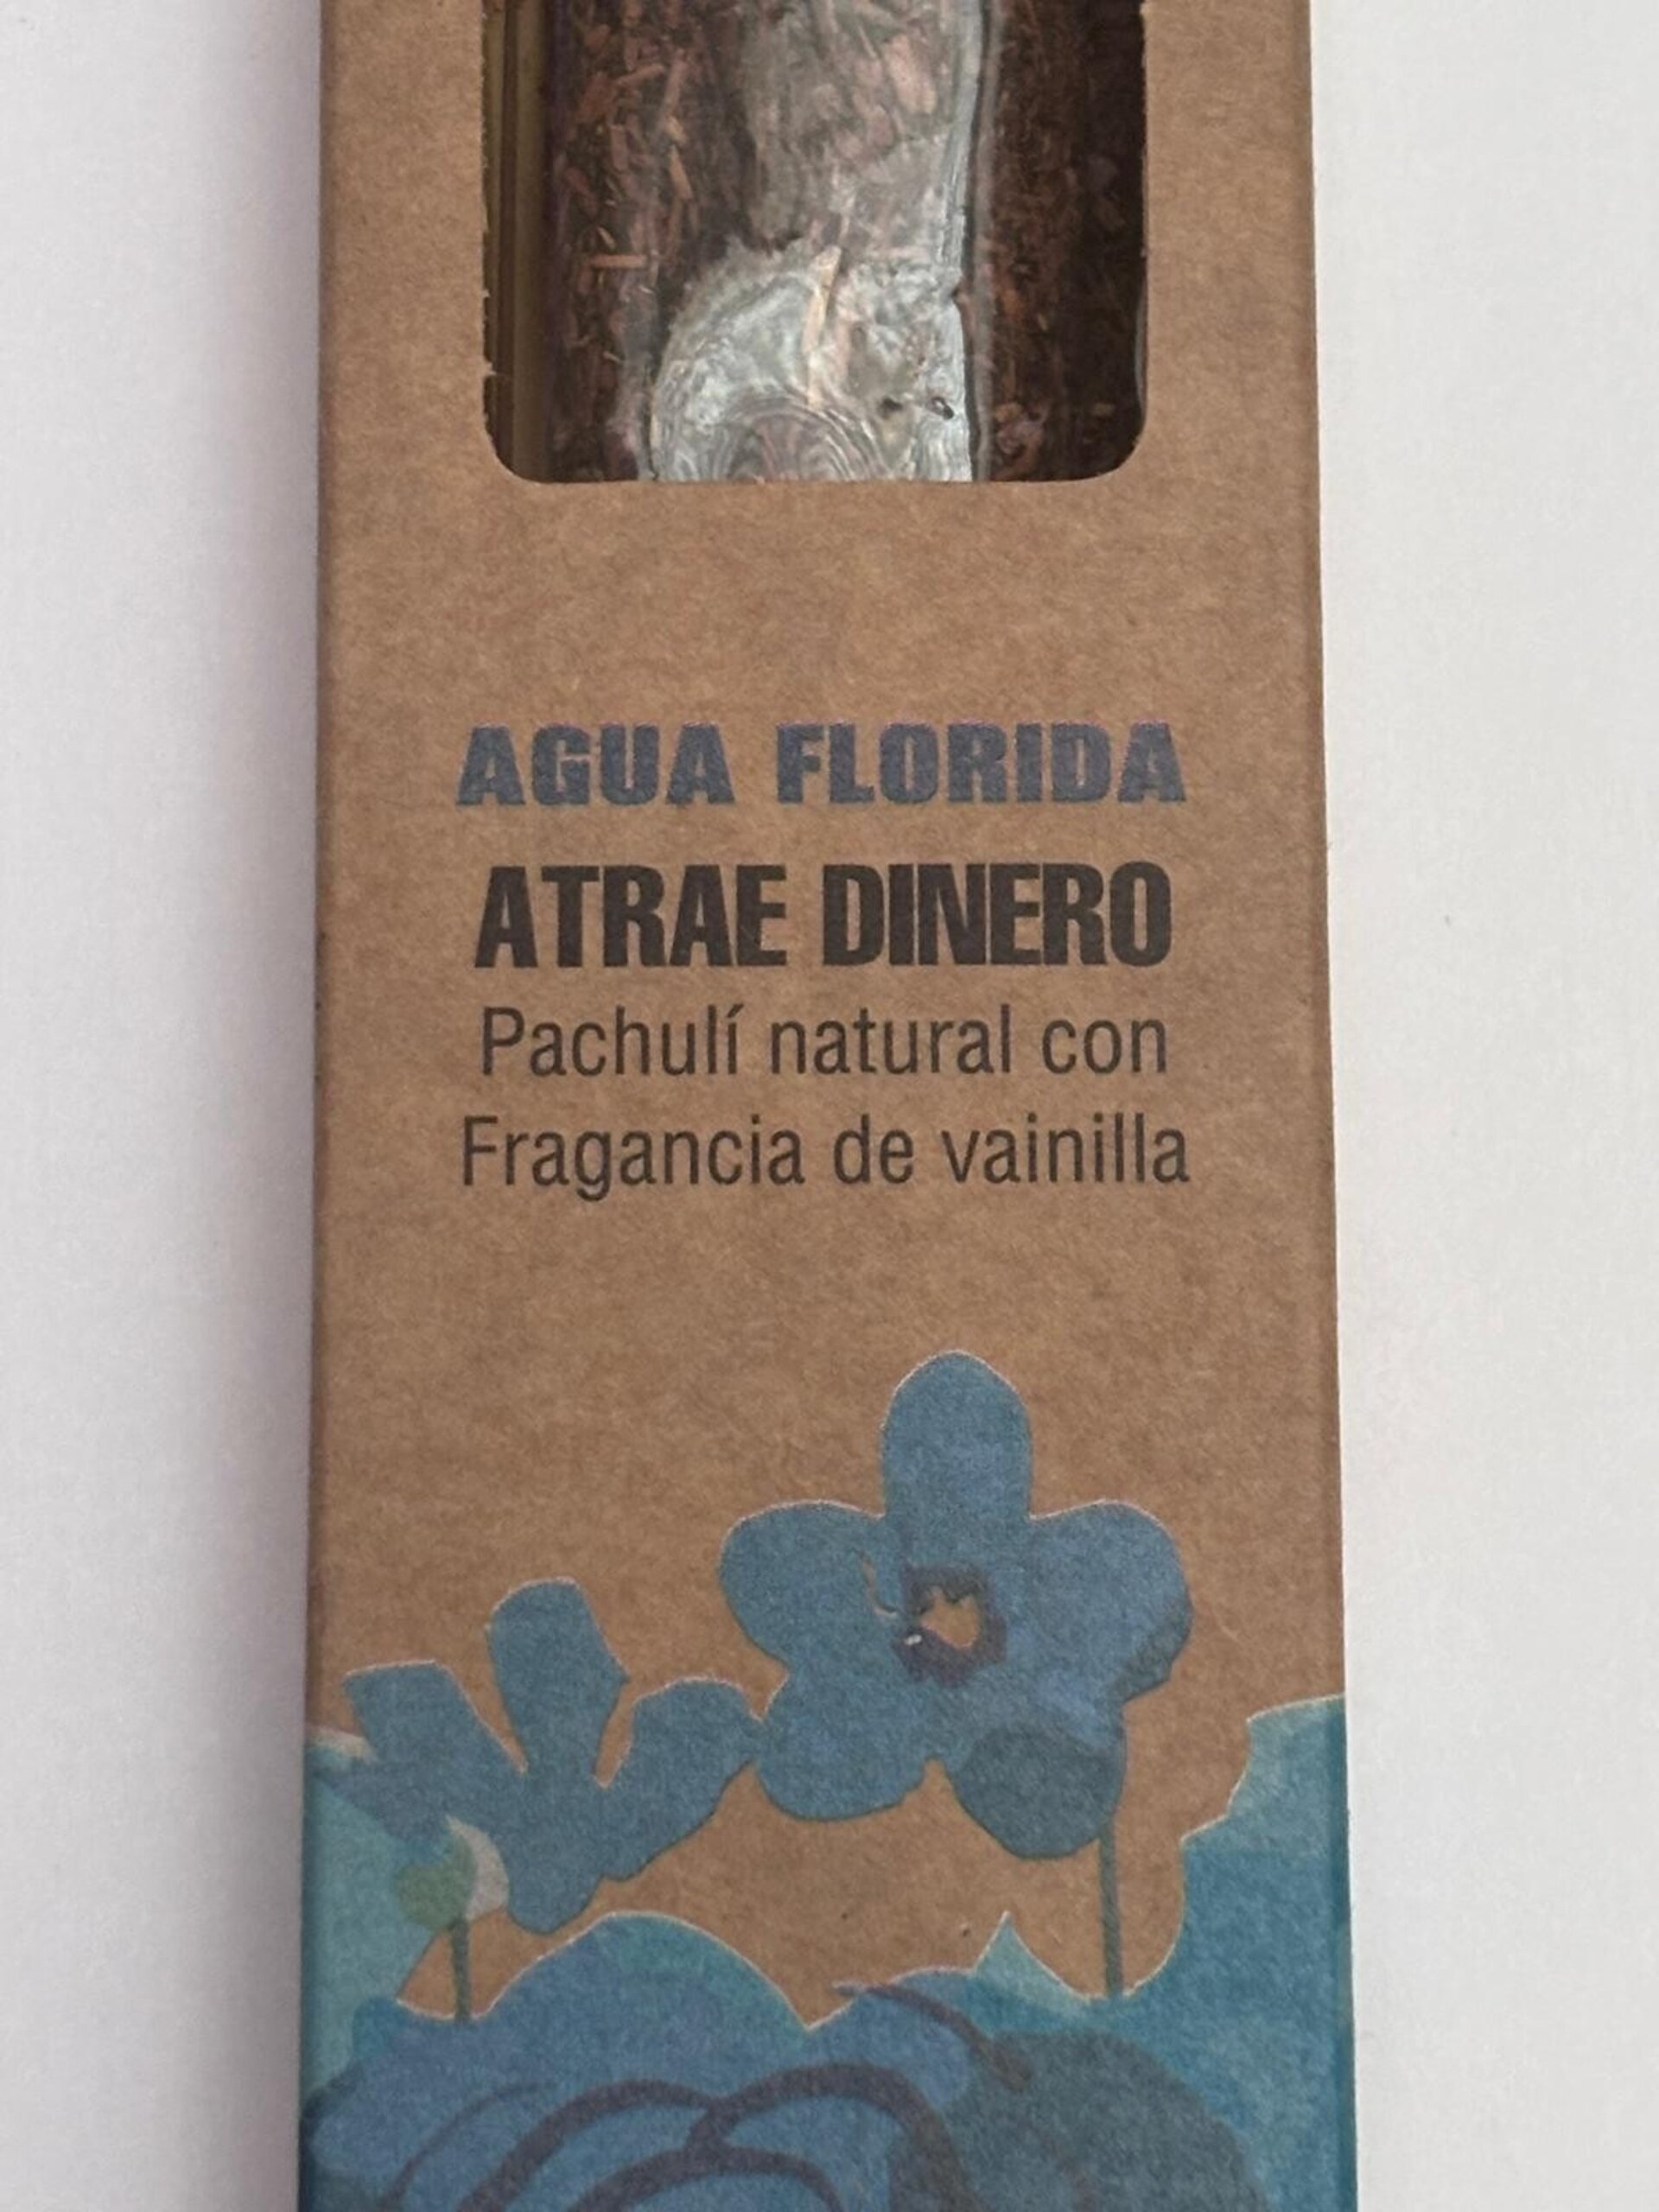 AGUA FLORIDA
ATRAE DINERO
Pachulí natural con
Fragancia de vainilla